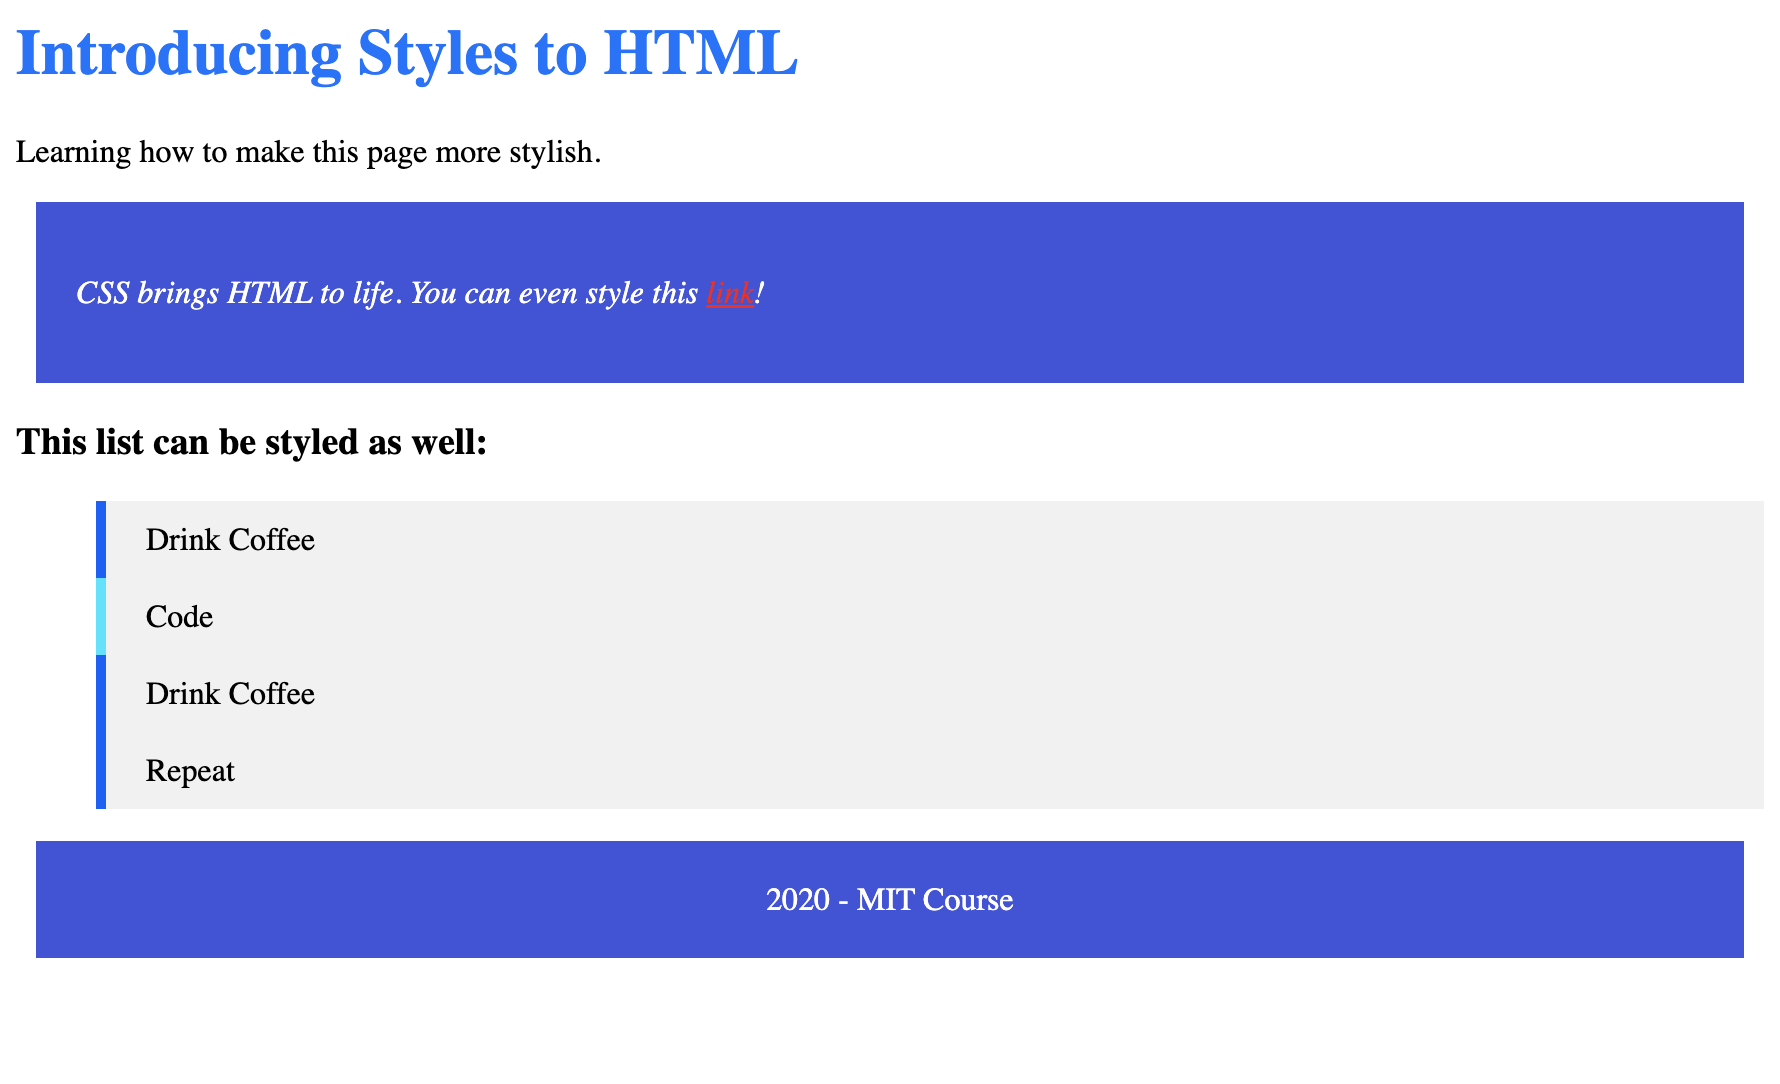 Introducing Styles to HTML
Learning how to make this page more stylish.
CSS brings HTML to life. You can even style this link!
This list can be styled as well:
Drink Coffee
Code
Drink Coffee
Repeat
2020 - MIT Course